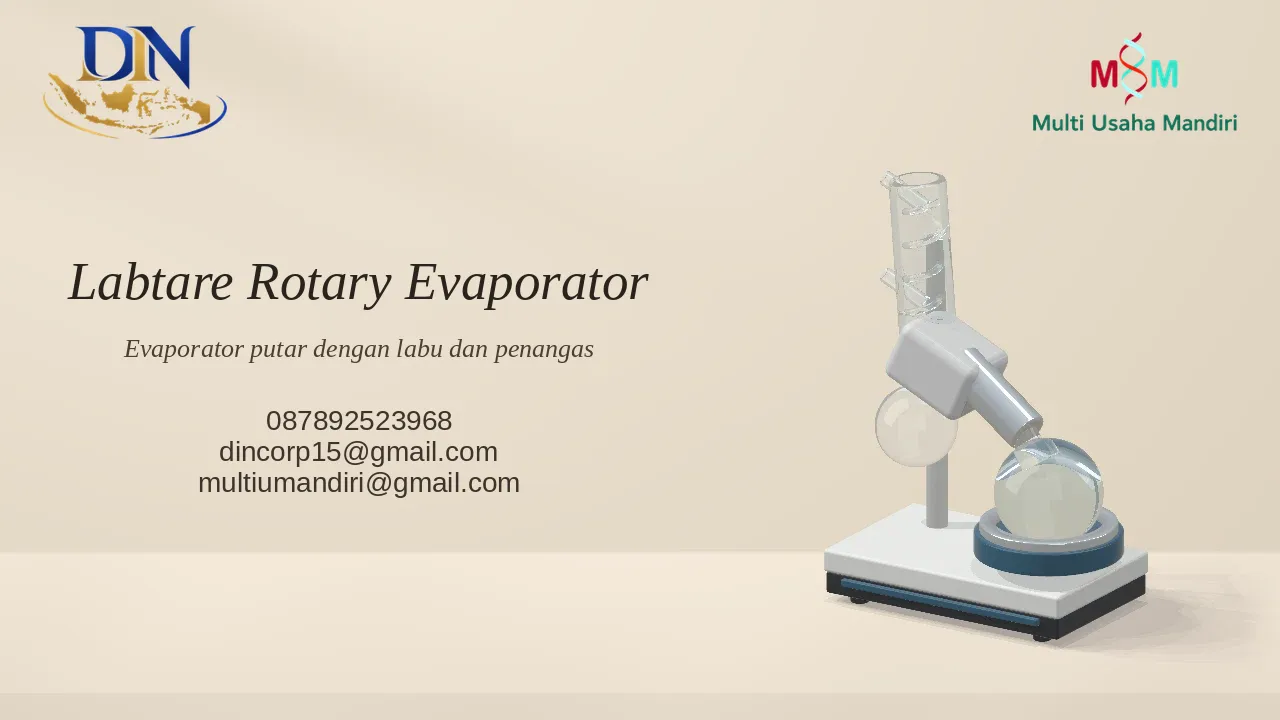 DIN
MSM
Multi Usaha Mandiri
Labtare Rotary Evaporator
Evaporator putar dengan labu dan penangas
087892523968
dincorp15@gmail.com
multiumandiri@gmail.com